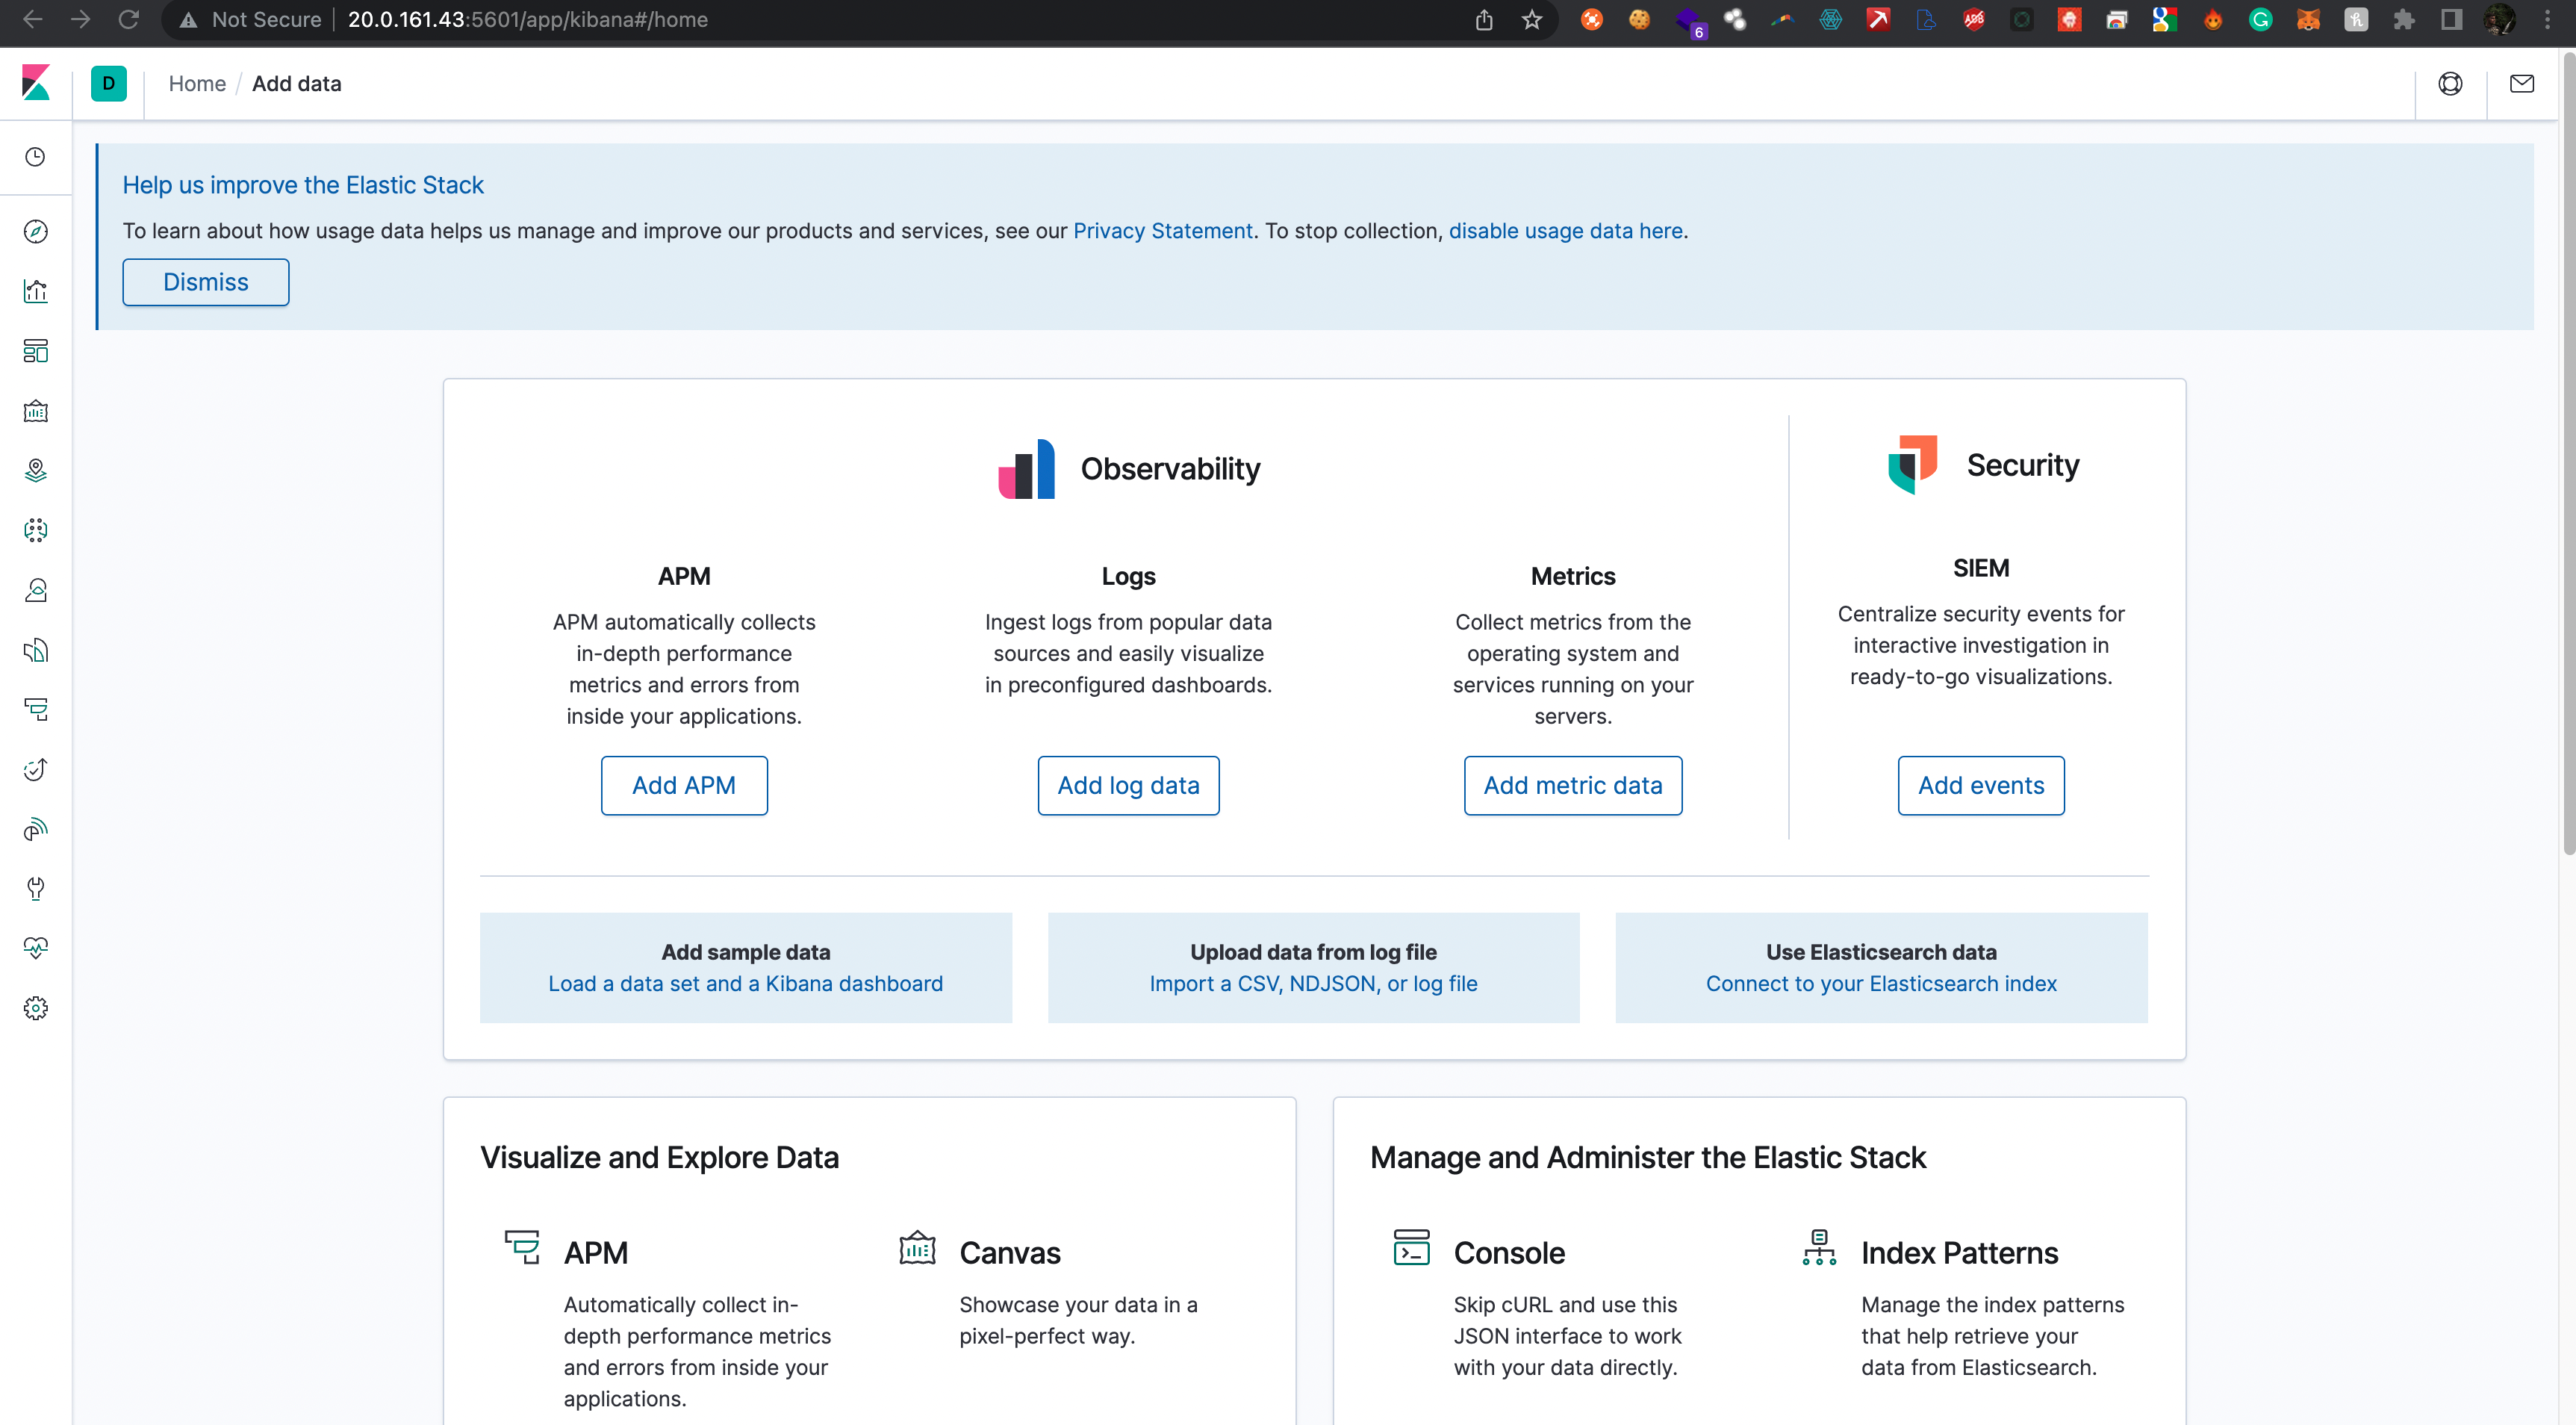 Not Secure | 20.0.161.43:5601/app/kibana#/home
6
ABP
D
Home / Add data
Help us improve the Elastic Stack
To learn about how usage data helps us manage and improve our products and services, see our Privacy Statement. To stop collection, disable usage data here.
Dismiss
Observability
Security
APM
APM automatically collects
in-depth performance
metrics and errors from
inside your applications.
Add APM
Logs
Ingest logs from popular data
sources and easily visualize
in preconfigured dashboards.
Add log data
Metrics
Collect metrics from the
operating system and
services running on your
servers.
Add metric data
SIEM
Centralize security events for
interactive investigation in
ready-to-go visualizations.
Add events
Add sample data
Load a data set and a Kibana dashboard
Upload data from log file
Import a CSV, NDJSON, or log file
Use Elasticsearch data
Connect to your Elasticsearch index
Visualize and Explore Data
APM
Automatically collect in-
depth performance metrics
and errors from inside your
applications.
Canvas
Showcase your data in a
pixel-perfect way.
Manage and Administer the Elastic Stack
Console
Skip cURL and use this
JSON interface to work
with your data directly.
Index Patterns
Manage the index patterns
that help retrieve your
data from Elasticsearch.